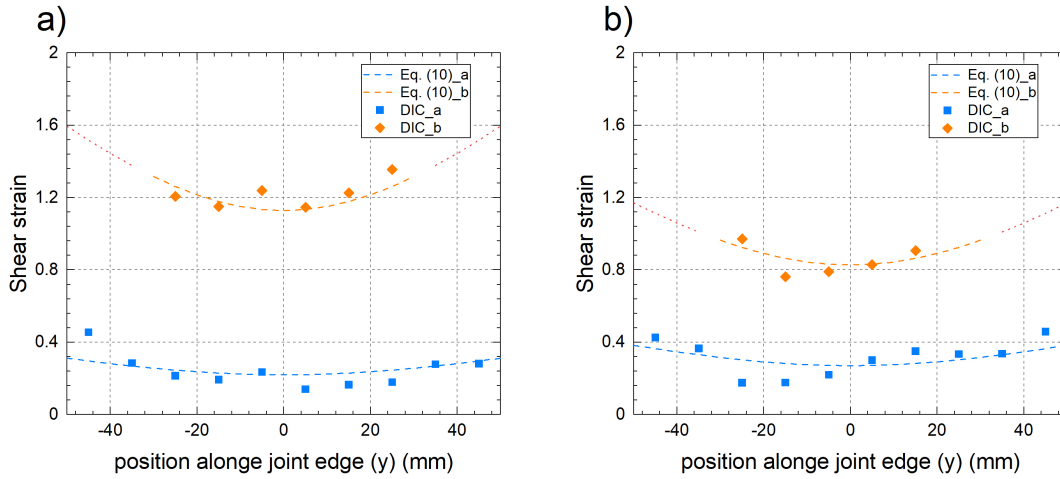 a)
2
1.6
1.2
0.8
0.4
0
-40
-20
0
20
40
Shear strain
position alonge joint edge (y) (mm)
Eq. (10)_a
Eq. (10)_b
DIC_a
DIC_b
b)
2
1.6
1.2
0.8
0.4
0
-40
-20
0
20
40
Shear strain
position alonge joint edge (y) (mm)
Eq. (10)_a
Eq. (10)_b
DIC_a
DIC_b